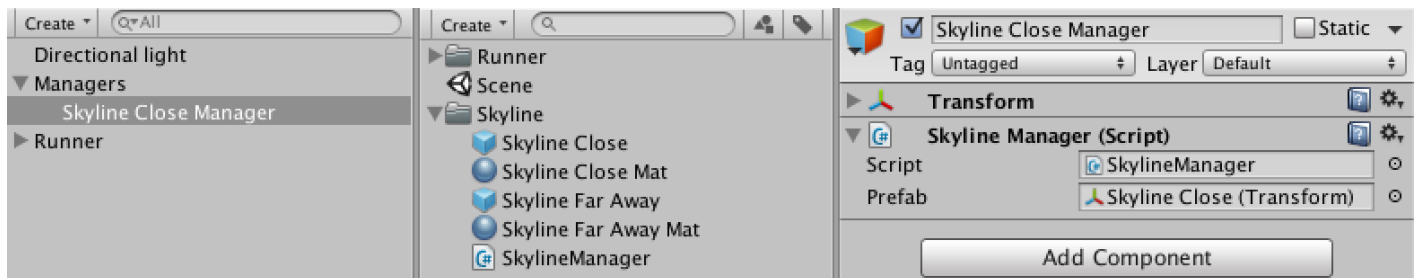 Create
All
Directional light
Managers
Skyline Close Manager
Runner
Create
Runner
Scene
Skyline
Skyline Close
Skyline Close Mat
Skyline Far Away
Skyline Far Away Mat
SkylineManager
Skyline Close Manager
Static
Tag Untagged Layer Default
Transform
Skyline Manager (Script)
Script SkylineManager
Prefab Skyline Close (Transform)
Add Component